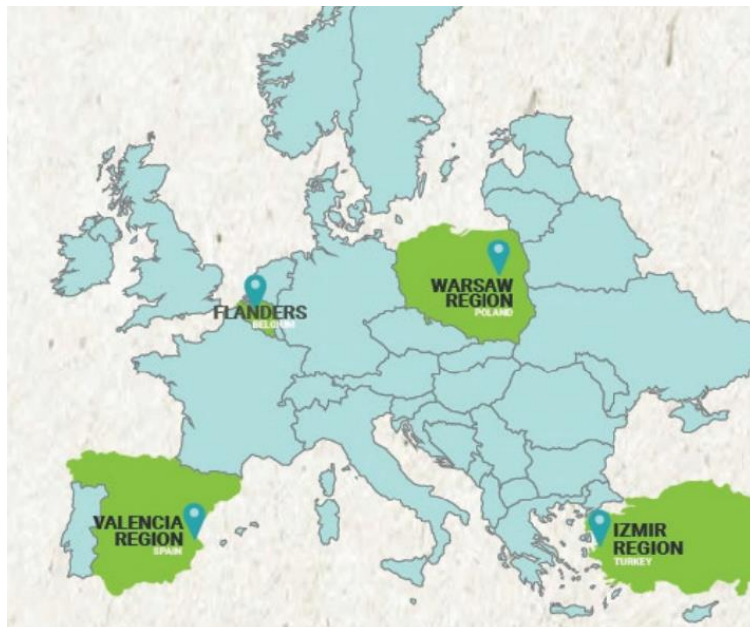 WARSAW
REGION
POLAND
FLANDERS
BELGIUM
VALENCIA
REGION
SPAIN
IZMIR
REGION
TURKEY